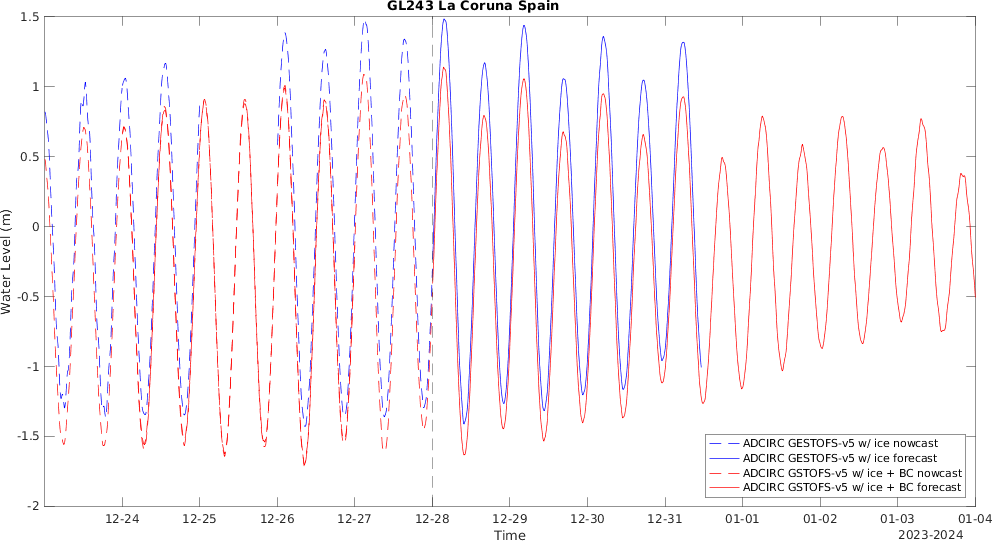 GL243 La Coruna Spain
1.5
1
0.5
0
-0.5
-1
-1.5
-2
Water Level (m)
ADCIRC GESTOFS-v5 w/ ice nowcast
ADCIRC GESTOFS-v5 w/ ice forecast
ADCIRC GSTOFS-v5 w/ ice + BC nowcast
ADCIRC GSTOFS-v5 w/ ice + BC forecast
12-24 12-25 12-26 12-27 12-28 12-29 12-30 12-31 01-01 01-02 01-03 01-04
Time
2023-2024